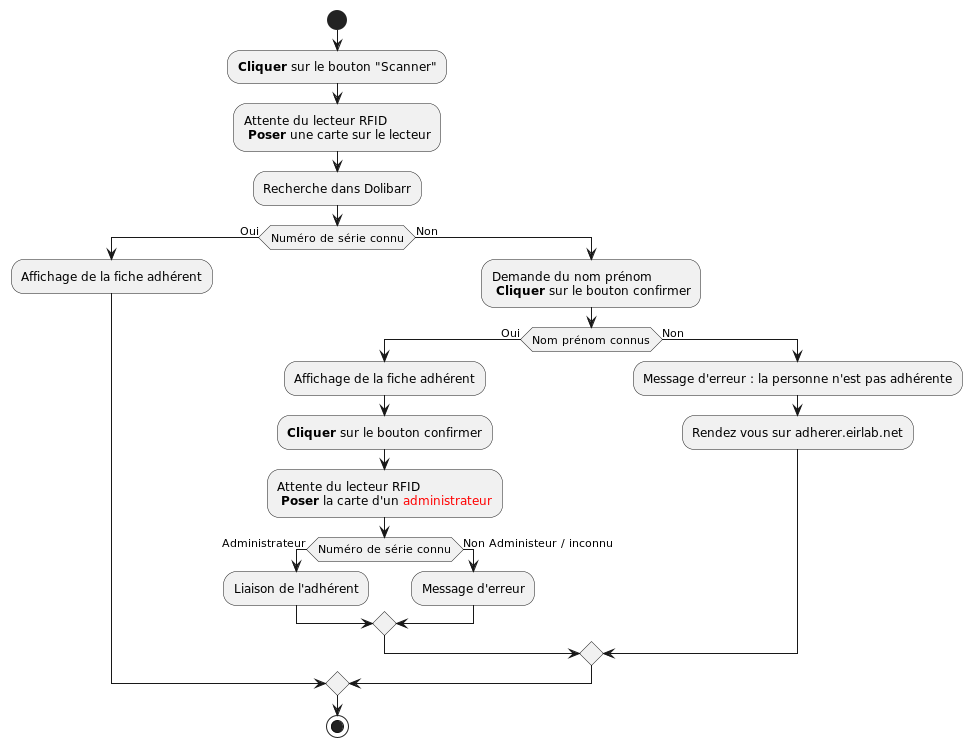 Cliquer sur le bouton "Scanner"
Attente du lecteur RFID
Poser une carte sur le lecteur
Recherche dans Dolibarr
Oui
Numéro de série connu
Non
Affichage de la fiche adhérent
Demande du nom prénom
Cliquer sur le bouton confirmer
Oui
Nom prénom connus
Non
Affichage de la fiche adhérent
Message d'erreur : la personne n'est pas adhérente
Cliquer sur le bouton confirmer
Rendez vous sur adherer.eirlab.net
Attente du lecteur RFID
Poser la carte d'un administrateur
Administrateur
Numéro de série connu
Non Administeur / inconnu
Liaison de l'adhérent
Message d'erreur